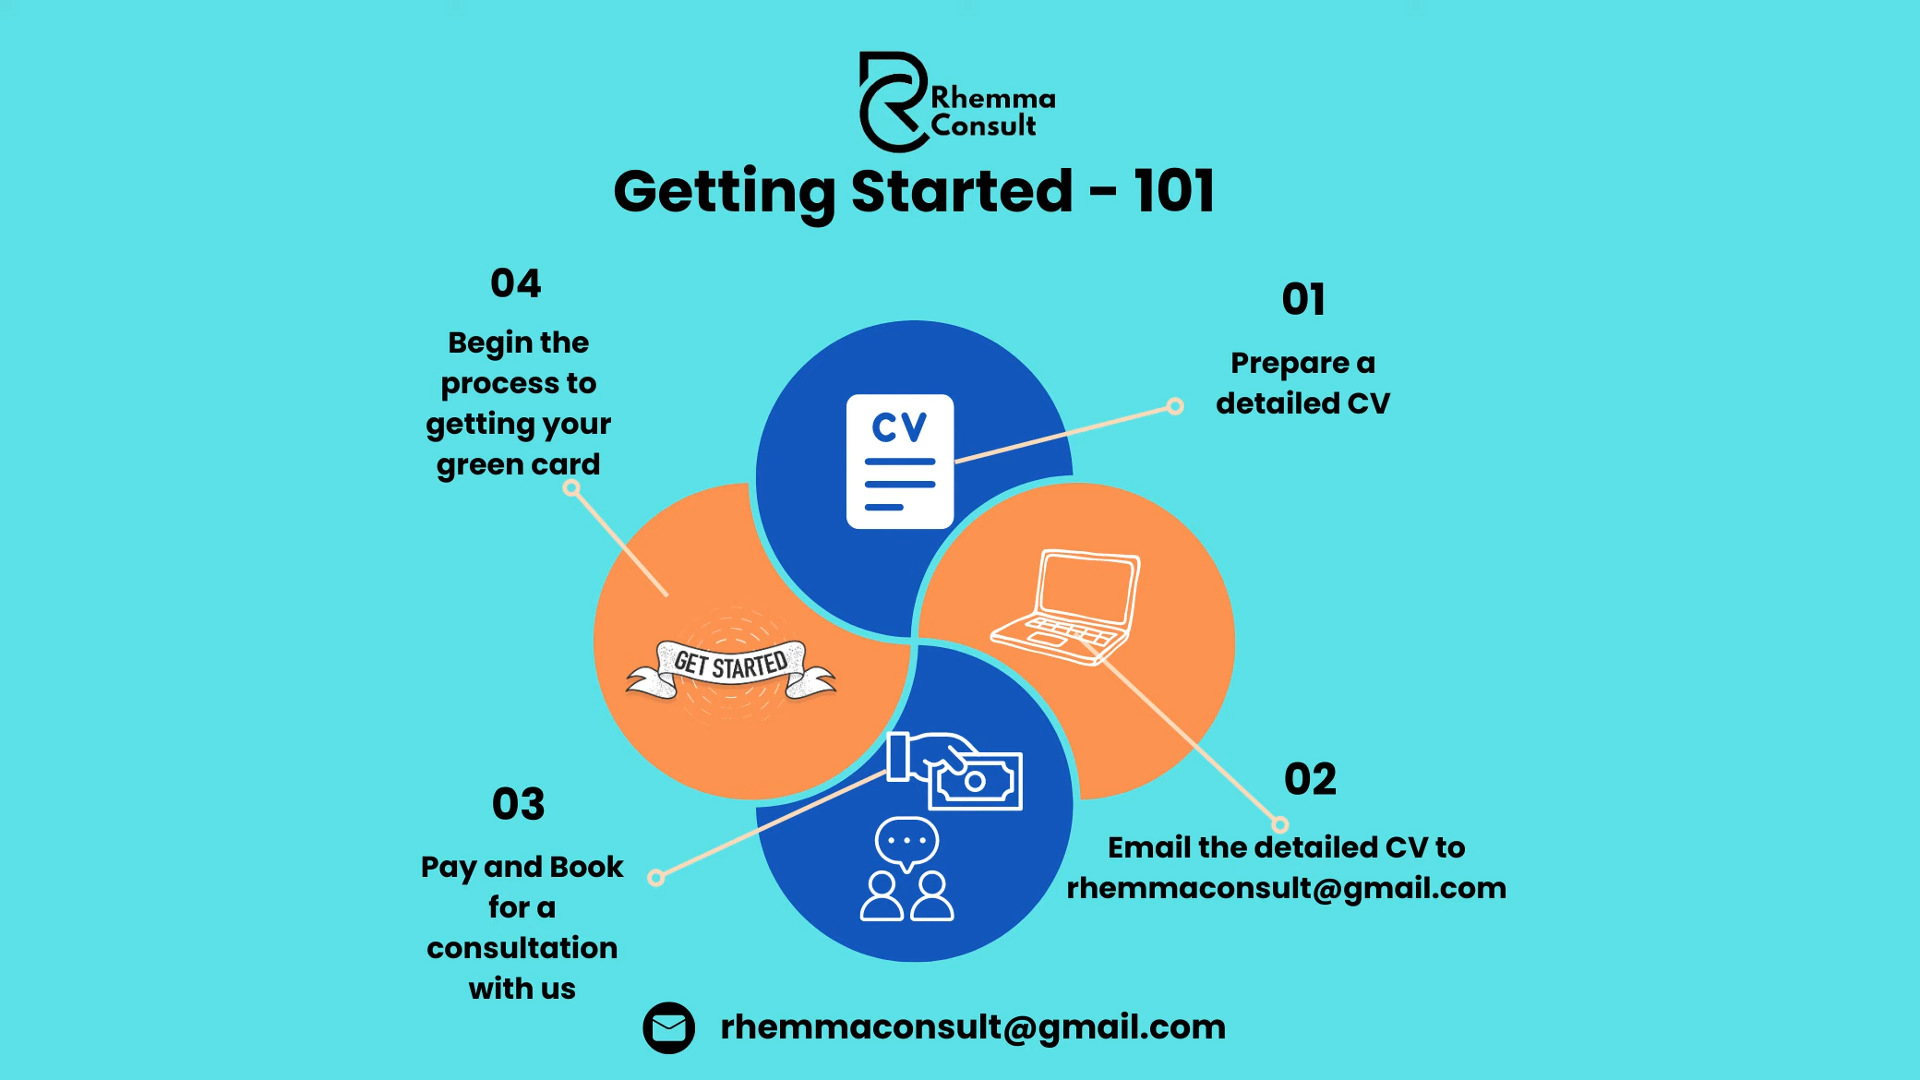 Rhemma
Consult
Getting Started - 101
01
Prepare a
detailed CV
02
Email the detailed CV to
rhemmaconsult@gmail.com
03
Pay and Book
for a
consultation
with us
04
Begin the
process to
getting your
green card
CV
GET STARTED
rhemmaconsult@gmail.com